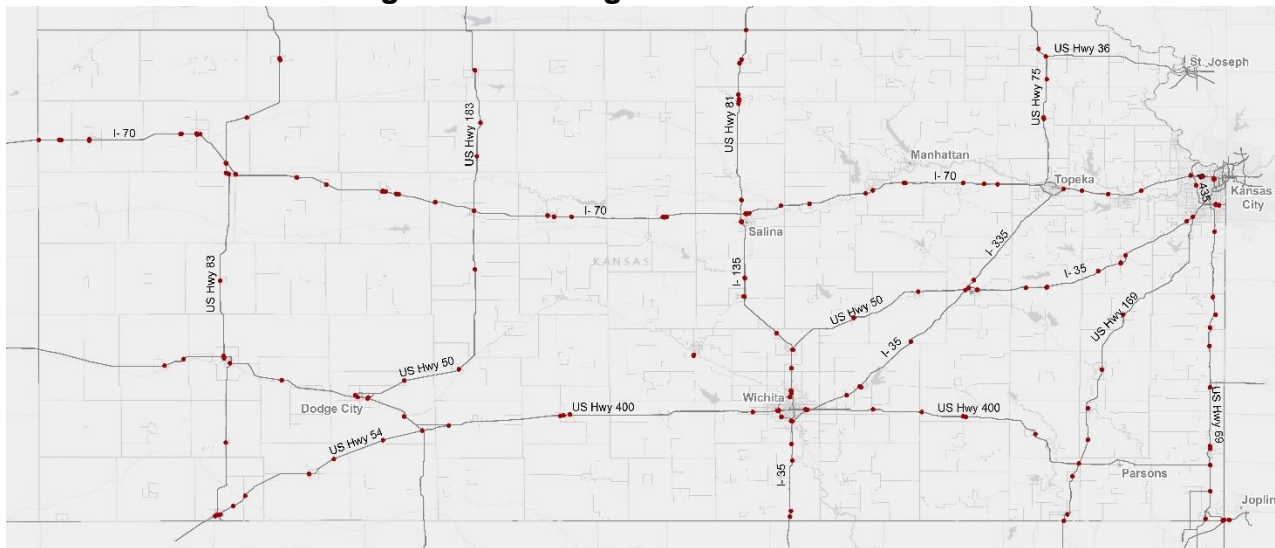 US Hwy 36
St. Joseph
US Hwy 75
US Hwy 183
US Hwy 81
I- 70
Manhattan
I- 70
Topeka
Kansas
City
I- 435
I- 70
Salina
KANSAS
I- 335
I- 135
I- 35
US Hwy 83
US Hwy 50
US Hwy 169
I- 35
US Hwy 50
Dodge City
Wichita
US Hwy 400
US Hwy 400
US Hwy 69
US Hwy 54
I- 35
Parsons
Joplin